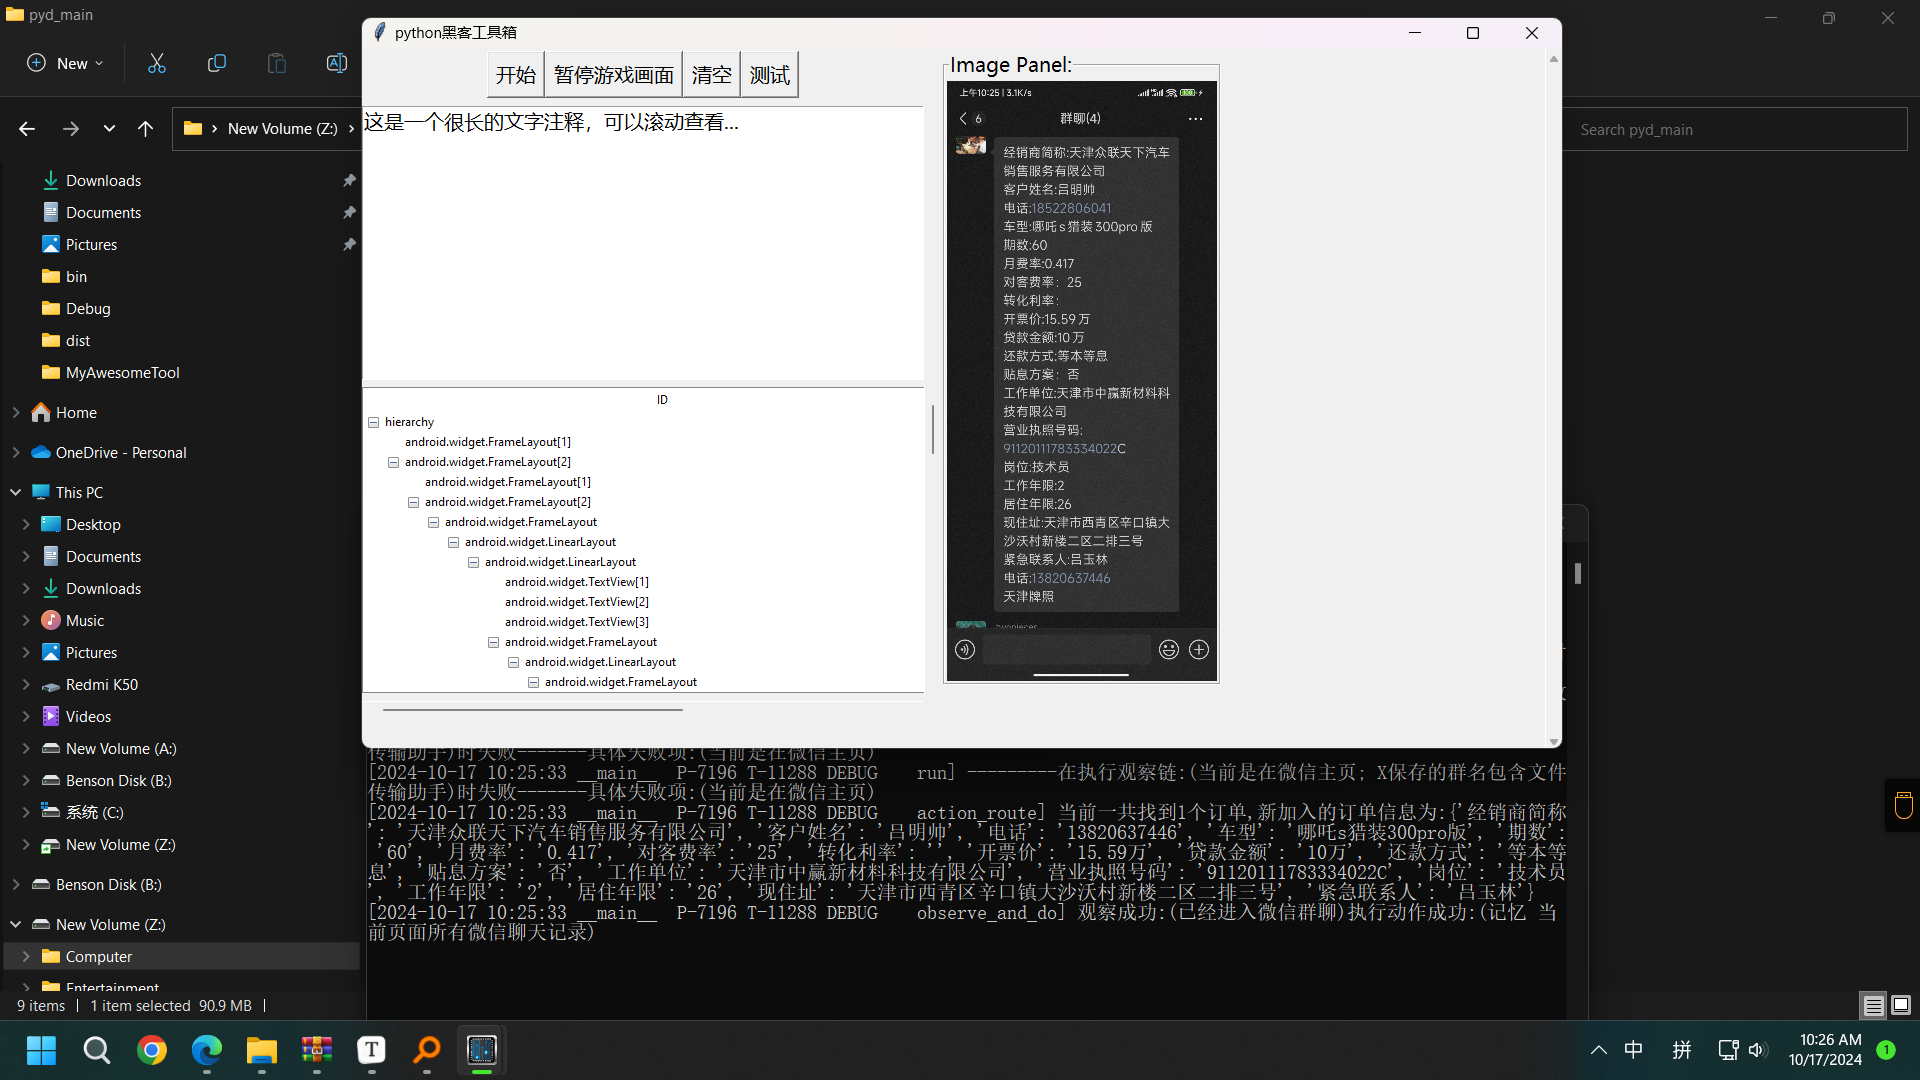 pyd_main
New
New Volume (Z:)
Search pyd_main
Downloads
Documents
Pictures
bin
Debug
dist
MyAwesomeTool
Home
OneDrive - Personal
This PC
Desktop
Documents
Downloads
Music
Pictures
Redmi K50
Videos
New Volume (A:)
Benson Disk (B:)
系统 (C:)
New Volume (Z:)
Benson Disk (B:)
New Volume (Z:)
Computer
Entertainment
9 items
1 item selected 90.9 MB
python黑客工具箱
开始
暂停游戏画面
清空
测试
这是一个很长的文字注释，可以滚动查看...
ID
hierarchy
android.widget.FrameLayout[1]
android.widget.FrameLayout[2]
android.widget.FrameLayout[1]
android.widget.FrameLayout[2]
android.widget.FrameLayout
android.widget.LinearLayout
android.widget.LinearLayout
android.widget.TextView[1]
android.widget.TextView[2]
android.widget.TextView[3]
android.widget.FrameLayout
android.widget.LinearLayout
android.widget.FrameLayout
Image Panel:
上午10:25 | 3.1K/s
6
群聊(4)
经销商简称:天津众联天下汽车
销售服务有限公司
客户姓名:吕明帅
电话:18522806041
车型:哪吒s猎装300pro版
期数:60
月费率:0.417
对客费率：25
转化利率：
开票价:15.59万
贷款金额:10万
还款方式:等本等息
贴息方案：否
工作单位:天津市中赢新材料科
技有限公司
营业执照号码:
91120111783334022C
岗位:技术员
工作年限:2
居住年限:26
现住址:天津市西青区辛口镇大
沙沃村新楼二区二排三号
紧急联系人:吕玉林
电话:13820637446
天津牌照
传输助手)时失败-------具体失败项:(当前是在微信主页)
[2024-10-17 10:25:33 __main__ P-7196 T-11288 DEBUG run] ---------在执行观察链:(当前是在微信主页; X保存的群名包含文件
传输助手)时失败-------具体失败项:(当前是在微信主页)
[2024-10-17 10:25:33 __main__ P-7196 T-11288 DEBUG action_route] 当前一共找到1个订单,新加入的订单信息为:{'经销商简称
': '天津众联天下汽车销售服务有限公司', '客户姓名': '吕明帅', '电话': '13820637446', '车型': '哪吒s猎装300pro版', '期数':
'60', '月费率': '0.417', '对客费率': '25', '转化利率': '', '开票价': '15.59万', '贷款金额': '10万', '还款方式': '等本等
息', '贴息方案': '否', '工作单位': '天津市中赢新材料科技有限公司', '营业执照号码': '91120111783334022C', '岗位': '技术员
', '工作年限': '2', '居住年限': '26', '现住址': '天津市西青区辛口镇大沙沃村新楼二区二排三号', '紧急联系人': '吕玉林'}
[2024-10-17 10:25:33 __main__ P-7196 T-11288 DEBUG observe_and_do] 观察成功:(已经进入微信群聊)执行动作成功:(记忆 当
前页面所有微信聊天记录)
中
拼
10:26 AM
10/17/2024
1